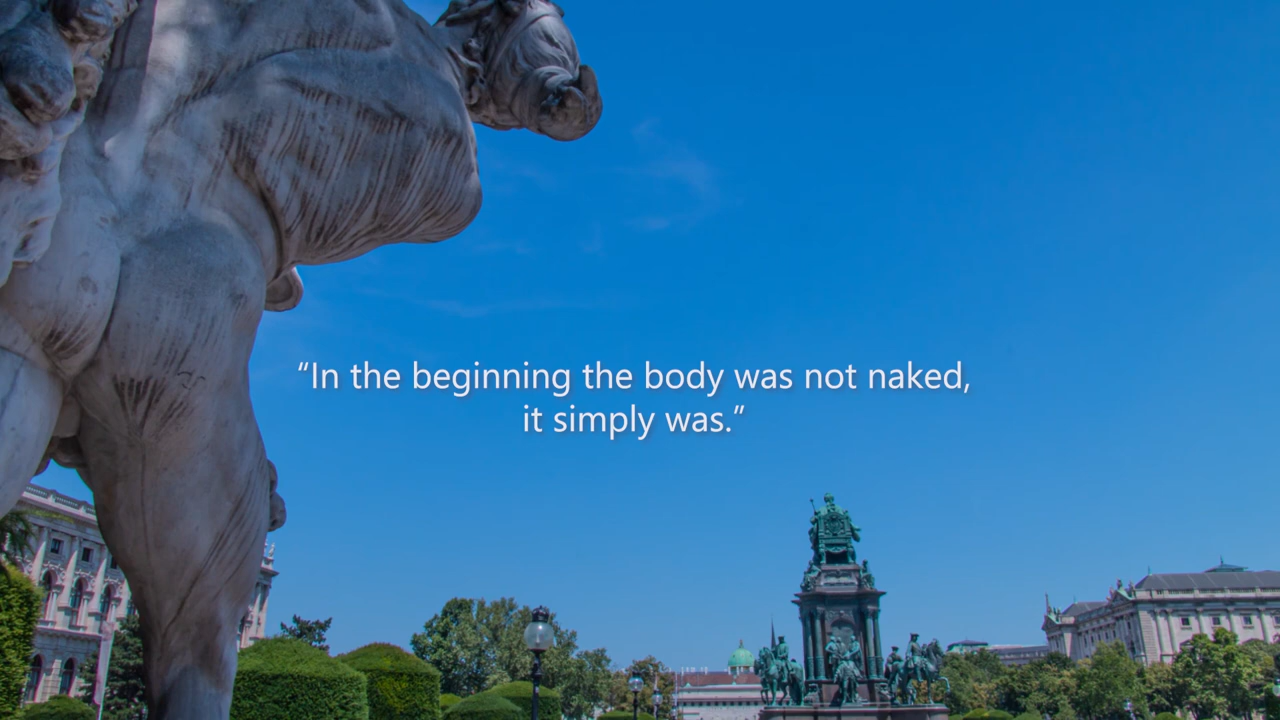 “In the beginning the body was not naked,
it simply was.”